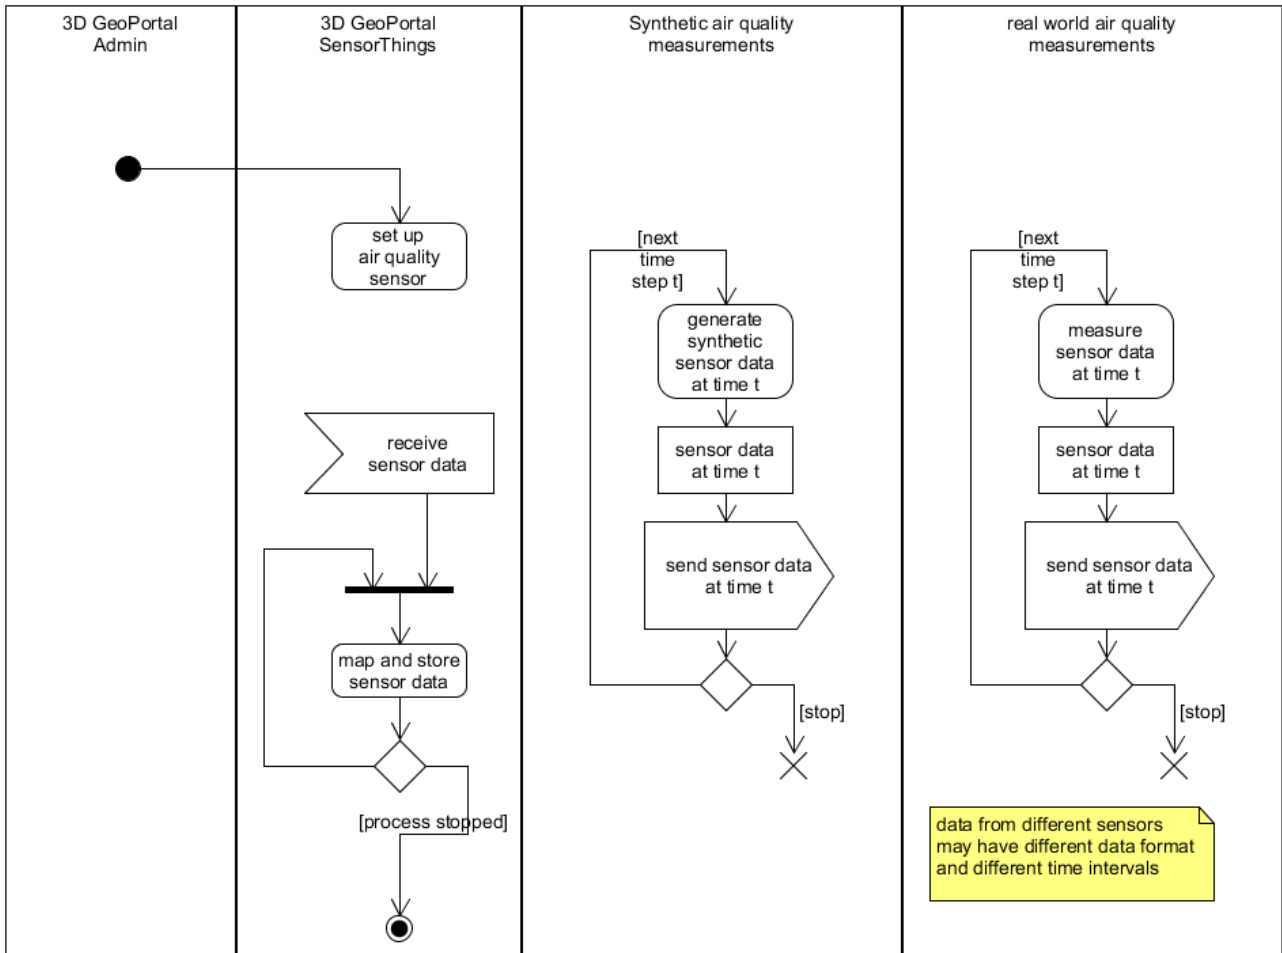 3D GeoPortal
Admin
3D GeoPortal
SensorThings
Synthetic air quality
measurements
real world air quality
measurements
set up
air quality
sensor
receive
sensor data
map and store
sensor data
[process stopped]
[next
time
step t]
generate
synthetic
sensor data
at time t
sensor data
at time t
send sensor data
at time t
[stop]
[next
time
step t]
measure
sensor data
at time t
sensor data
at time t
send sensor data
at time t
[stop]
data from different sensors
may have different data format
and different time intervals